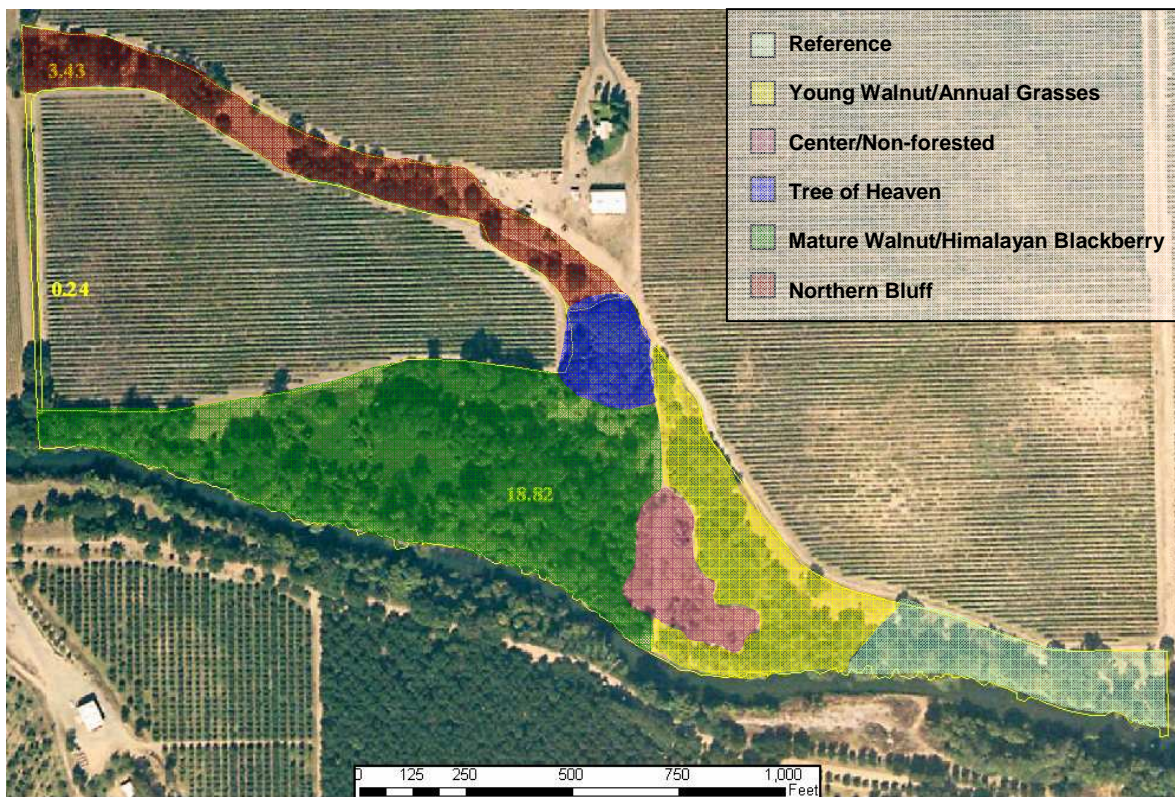 Reference
Young Walnut/Annual Grasses
Center/Non-forested
Tree of Heaven
Mature Walnut/Himalayan Blackberry
Northern Bluff
3.43
0.24
18.82
0 125 250 500 750 1,000
Feet